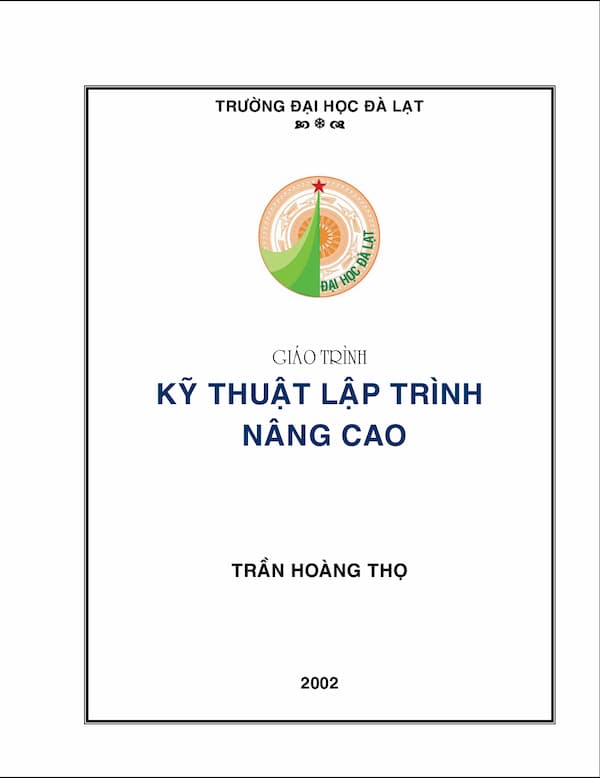 TRƯỜNG ĐẠI HỌC ĐÀ LẠT
ĐẠI HỌC ĐÀ LẠT
GIÁO TRÌNH
KỸ THUẬT LẬP TRÌNH
NÂNG CAO
TRẦN HOÀNG THỌ
2002